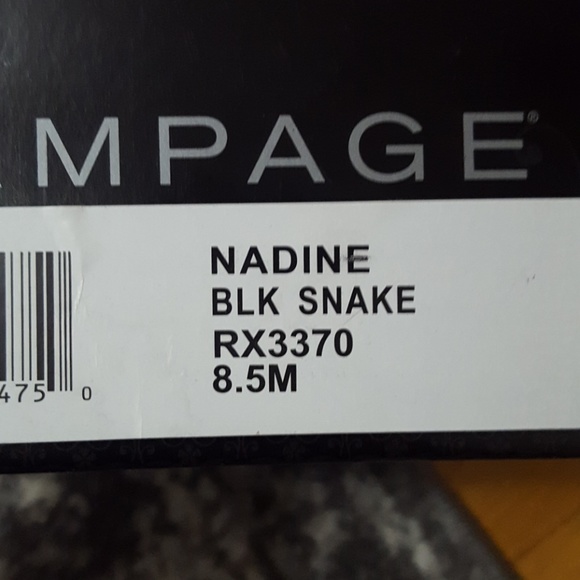 MPAGE®
NADINE
BLK SNAKE
RX3370
8.5M
475 0